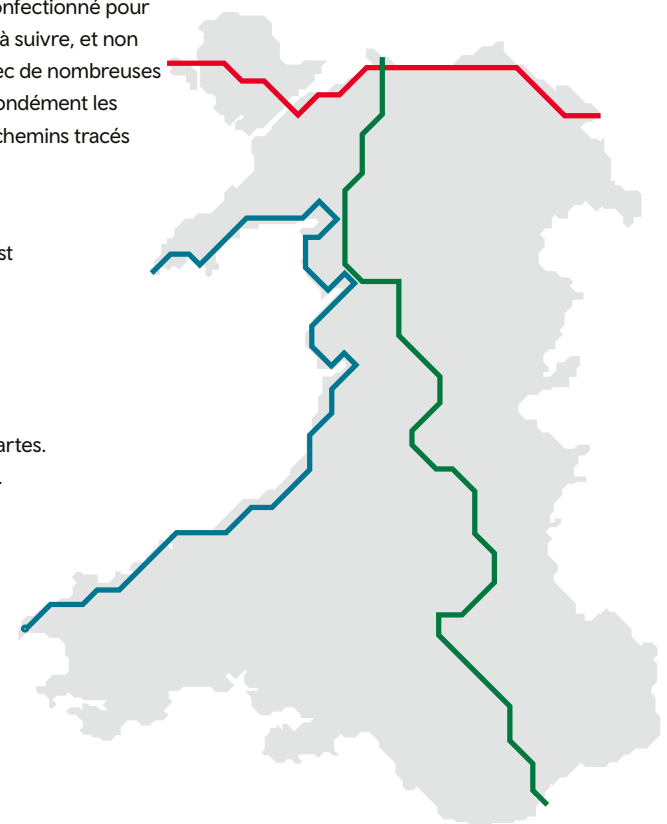 onfectionné pour
à suivre, et non
ec de nombreuses
ondément les
chemins tracés
st
artes.